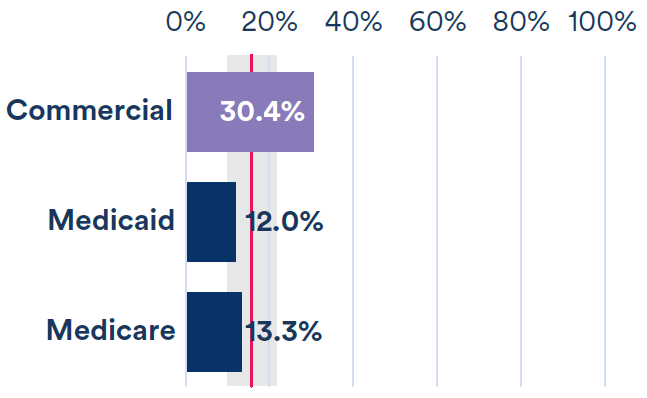 0% 20% 40% 60% 80% 100%
Commercial 30.4%
Medicaid 12.0%
Medicare 13.3%